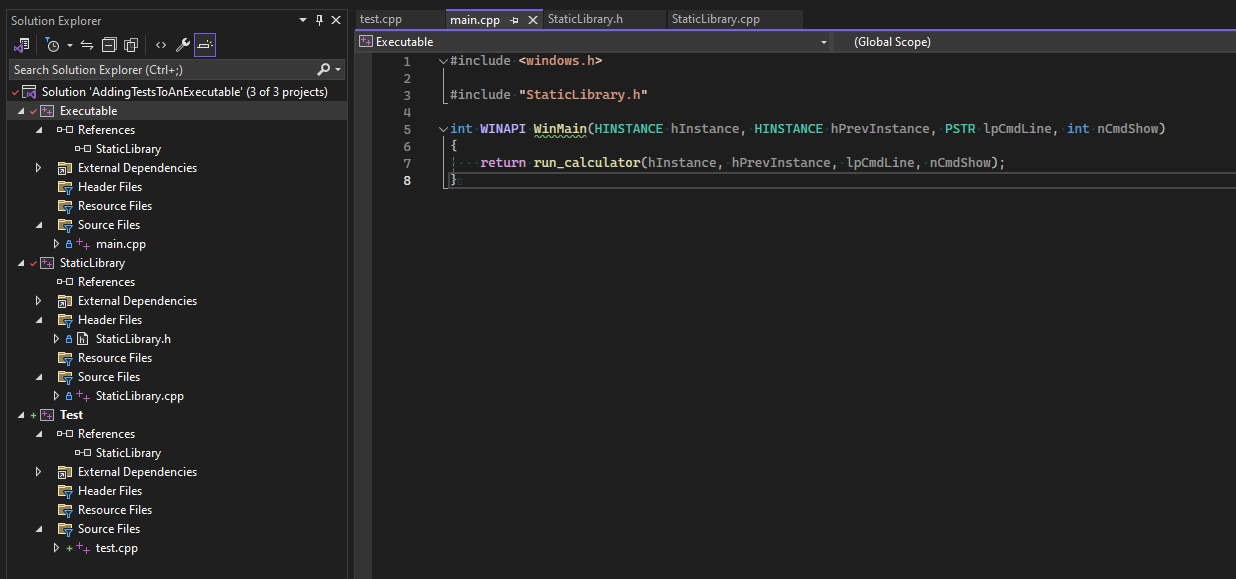 Solution Explorer
Search Solution Explorer (Ctrl+;)
Solution 'AddingTestsToAnExecutable' (3 of 3 projects)
Executable
References
StaticLibrary
External Dependencies
Header Files
Resource Files
Source Files
main.cpp
StaticLibrary
References
External Dependencies
Header Files
StaticLibrary.h
Resource Files
Source Files
StaticLibrary.cpp
Test
References
StaticLibrary
External Dependencies
Header Files
Resource Files
Source Files
test.cpp
test.cpp main.cpp StaticLibrary.h StaticLibrary.cpp
Executable (Global Scope)
1 #include <windows.h>
2
3 #include "StaticLibrary.h"
4
5 int WINAPI WinMain(HINSTANCE hInstance, HINSTANCE hPrevInstance, PSTR lpCmdLine, int nCmdShow)
6 {
7 return run_calculator(hInstance, hPrevInstance, lpCmdLine, nCmdShow);
8 }